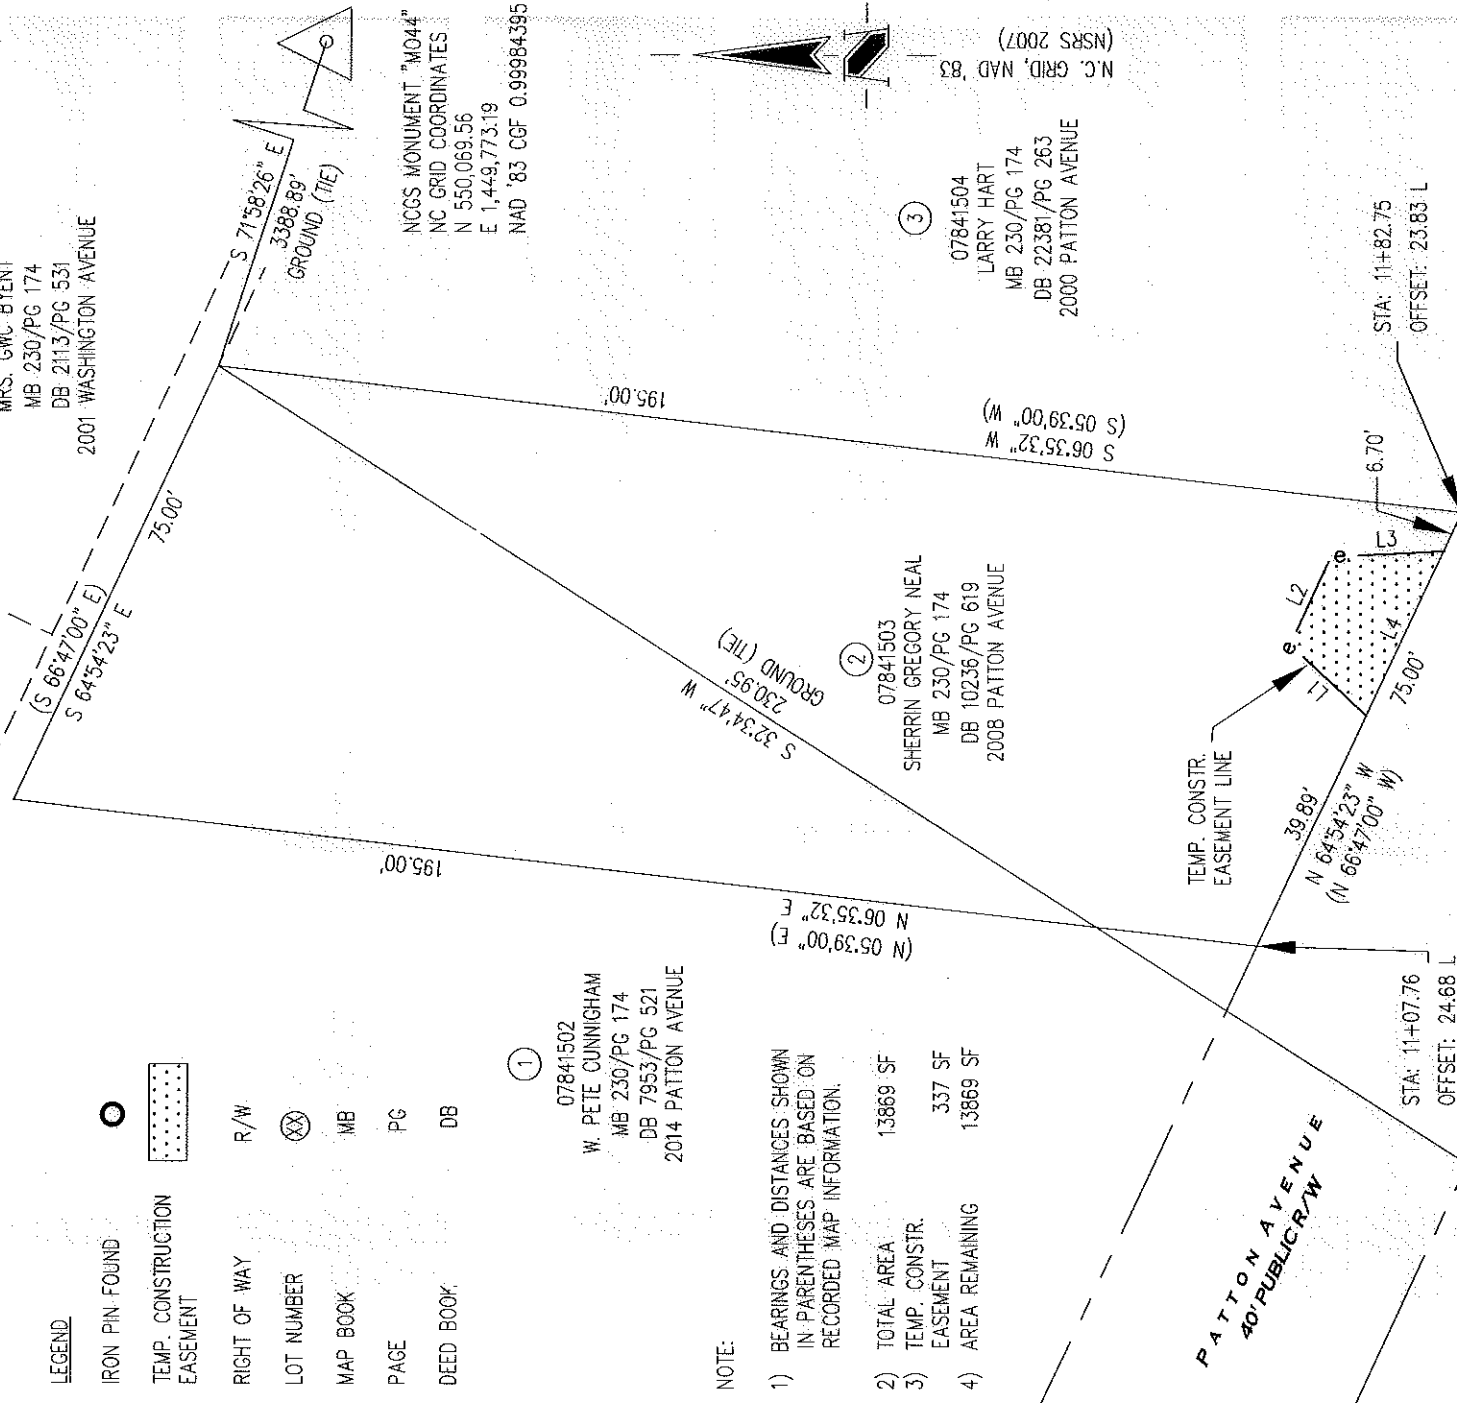 MRS. GWC BYENT
MB 230/PG 174
DB 2113/PG 531
2001 WASHINGTON AVENUE
(S 66°47'00" E)
S 64°54'23" E
75.00'
S 71°58'26" E
3388.89'
GROUND (TIE)
NCGS MONUMENT "M044"
NC GRID COORDINATES
N 550,069.56
E 1,449,773.19
NAD '83 CGF 0.99984395
N.C. GRID, NAD '83
(NSRS 2007)
195.00'
N 06°35'32" E
(N 05°39'00" E)
195.00'
S 06°35'32" W
(S 05°39'00" W)
S 32°34'47" W
230.95'
GROUND (TIE)
2
07841503
SHERRIN GREGORY NEAL
MB 230/PG 174
DB 10236/PG 619
2008 PATTON AVENUE
3
07841504
LARRY HART
MB 230/PG 174
DB 22381/PG 263
2000 PATTON AVENUE
STA: 11+82.75
OFFSET: 23.83 L
6.70'
TEMP. CONSTR.
EASEMENT LINE
e
e
L1
L2
L3
L4
75.00'
39.89'
N 64°54'23" W
(N 66°47'00" W)
STA: 11+07.76
OFFSET: 24.68 L
PATTON AVENUE
40' PUBLIC R/W
1
07841502
W. PETE CUNNIGHAM
MB 230/PG 174
DB 7953/PG 521
2014 PATTON AVENUE
LEGEND
IRON PIN FOUND
TEMP. CONSTRUCTION
EASEMENT
RIGHT OF WAY R/W
LOT NUMBER XX
MAP BOOK MB
PAGE PG
DEED BOOK DB
NOTE:
1) BEARINGS AND DISTANCES SHOWN
IN PARENTHESES ARE BASED ON
RECORDED MAP INFORMATION.
2) TOTAL AREA 13869 SF
3) TEMP. CONSTR.
EASEMENT 337 SF
4) AREA REMAINING 13869 SF